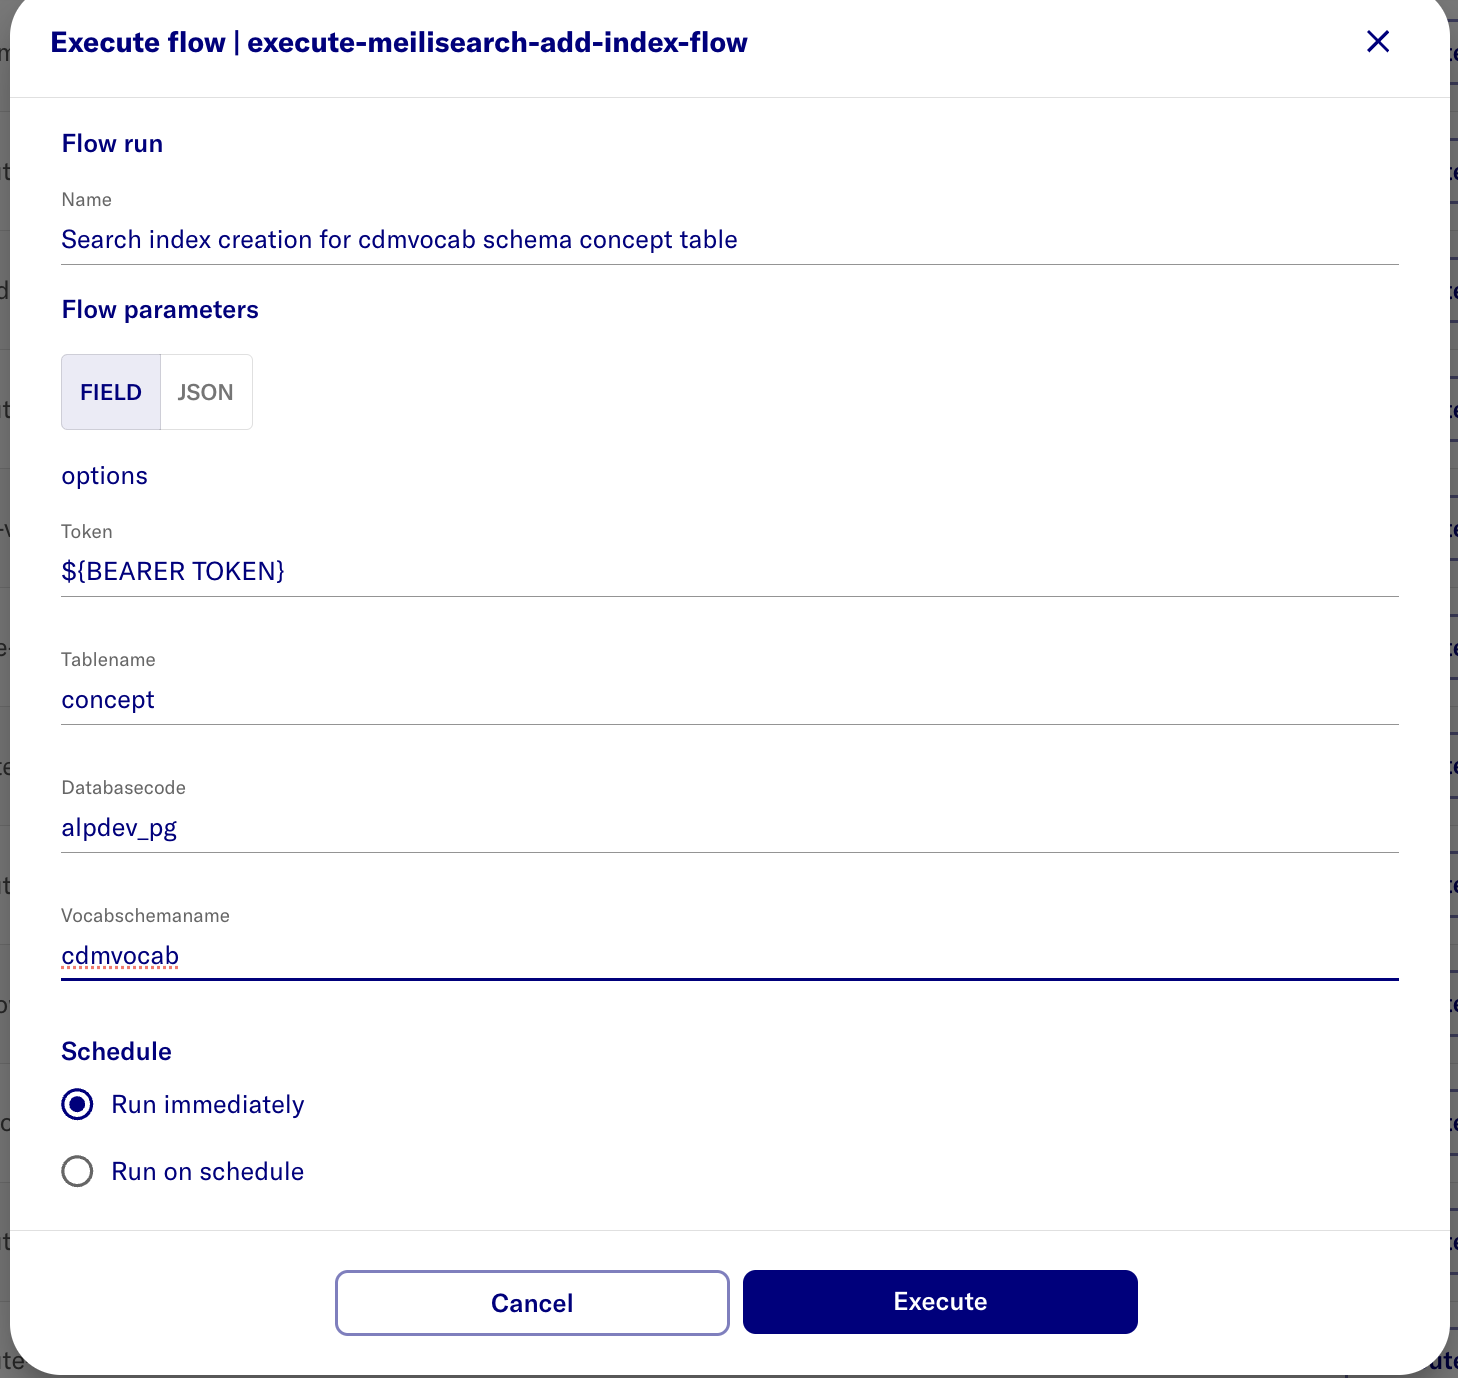 Execute flow | execute-meilisearch-add-index-flow
Flow run
Name
Search index creation for cdmvocab schema concept table
Flow parameters
FIELD JSON
options
Token
${BEARER TOKEN}
Tablename
concept
Databasecode
alpdev_pg
Vocabschemaname
cdmvocab
Schedule
Run immediately
Run on schedule
Cancel Execute